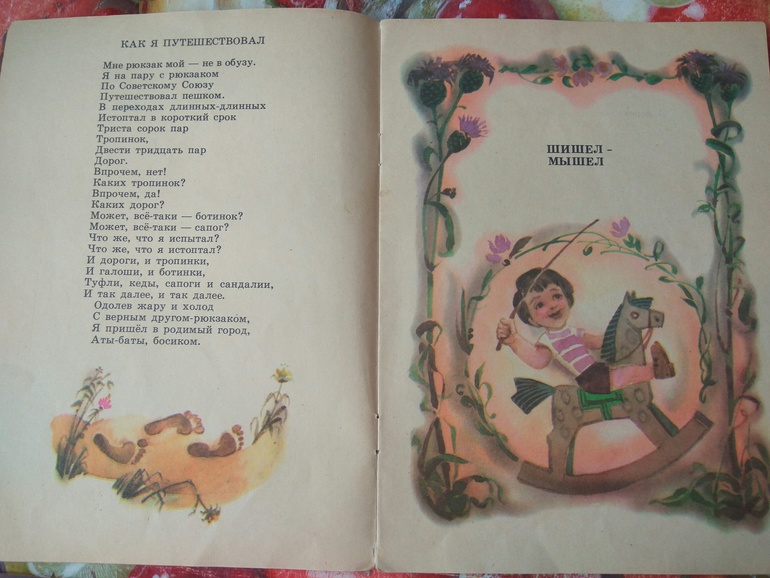 КАК Я ПУТЕШЕСТВОВАЛ
Мне рюкзак мой — не в обузу.
Я на пару с рюкзаком
По Советскому Союзу
Путешествовал пешком.
В переходах длинных-длинных
Истоптал в короткий срок
Триста сорок пар
Тропинок,
Двести тридцать пар
Дорог.
Впрочем, нет!
Каких тропинок?
Впрочем, да!
Каких дорог?
Может, всё-таки — ботинок?
Может, всё-таки — сапог?
Что же, что я испытал?
Что же, что я истоптал?
И дороги, и тропинки,
И галоши, и ботинки,
Туфли, кеды, сапоги и сандалии,
И так далее, и так далее.
Одолев жару и холод
С верным другом-рюкзаком,
Я пришёл в родимый город,
Аты-баты, босиком.
ШИШЕЛ -
МЫШЕЛ